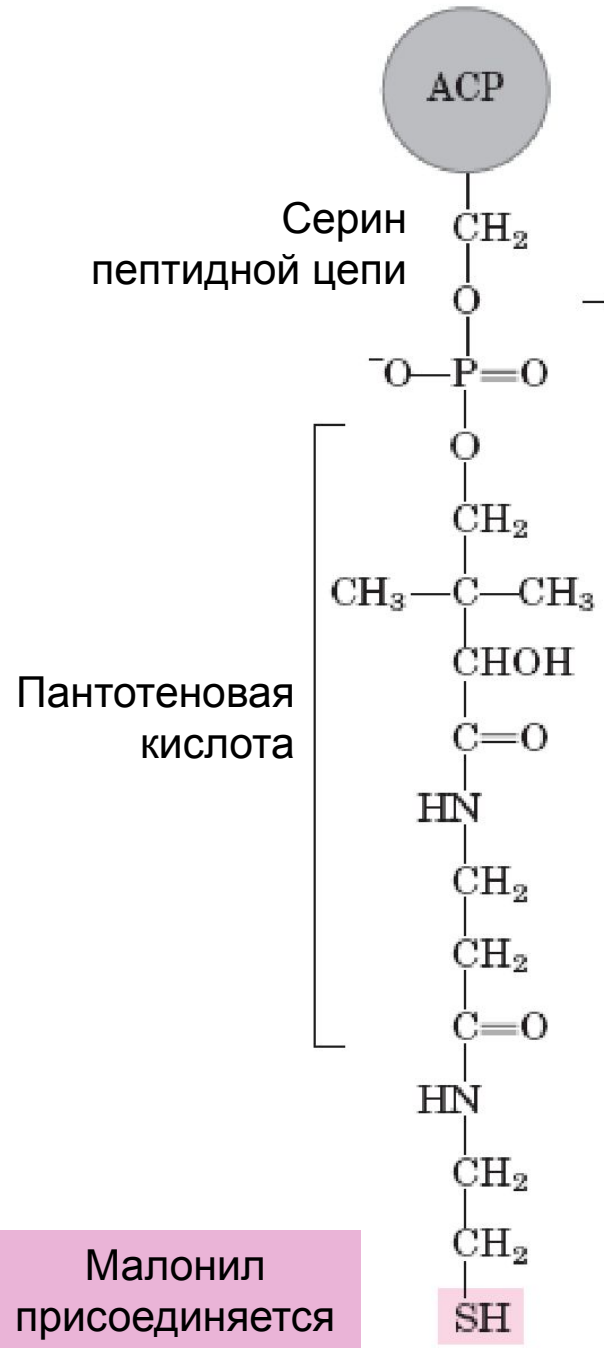 ACP
Серин
пептидной цепи
CH₂
O
⁻O—P=O
O
CH₂
CH₃—C—CH₃
CHOH
Пантотеновая
кислота
C=O
HN
CH₂
CH₂
C=O
HN
CH₂
CH₂
Малонил
присоединяется
SH